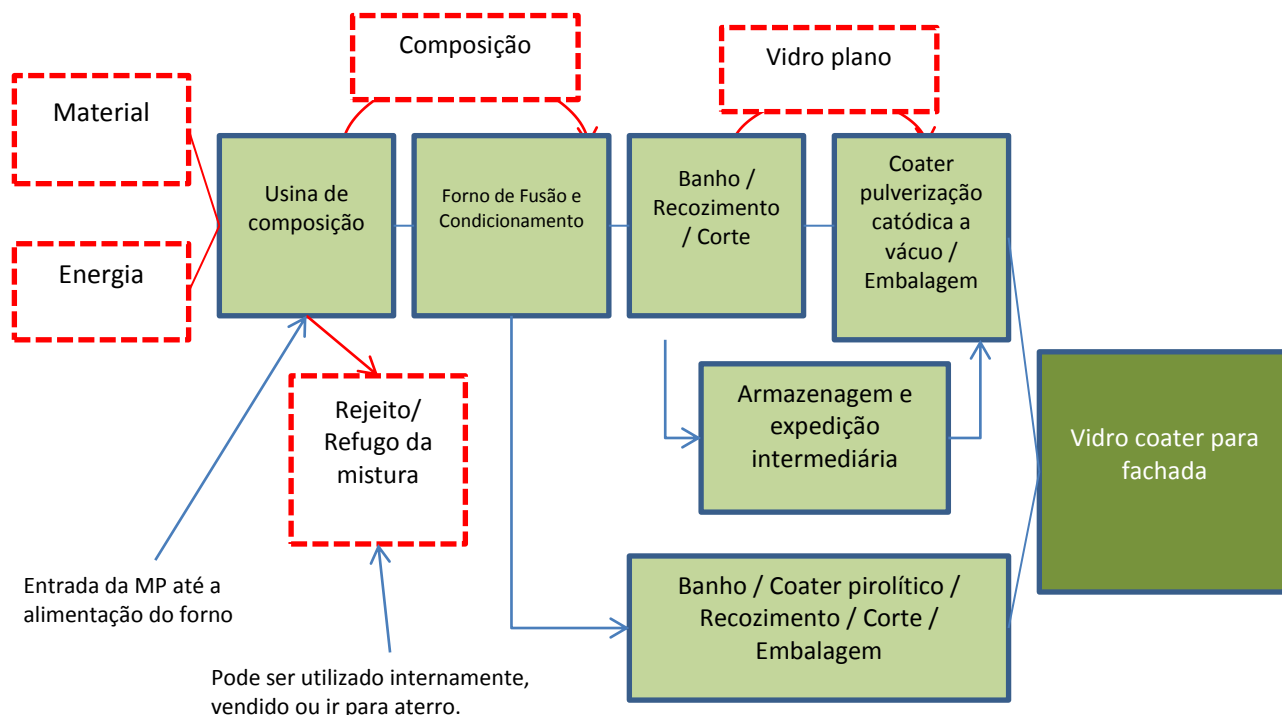 Composição
Vidro plano
Material
Energia
Usina de
composição
Forno de Fusão e
Condicionamento
Banho /
Recozimento
/ Corte
Coater
pulverização
catódica a
vácuo /
Embalagem
Rejeito/
Refugo da
mistura
Armazenagem e
expedição
intermediária
Vidro coater para
fachada
Entrada da MP até a
alimentação do forno
Banho / Coater pirolítico /
Recozimento / Corte /
Embalagem
Pode ser utilizado internamente,
vendido ou ir para aterro.